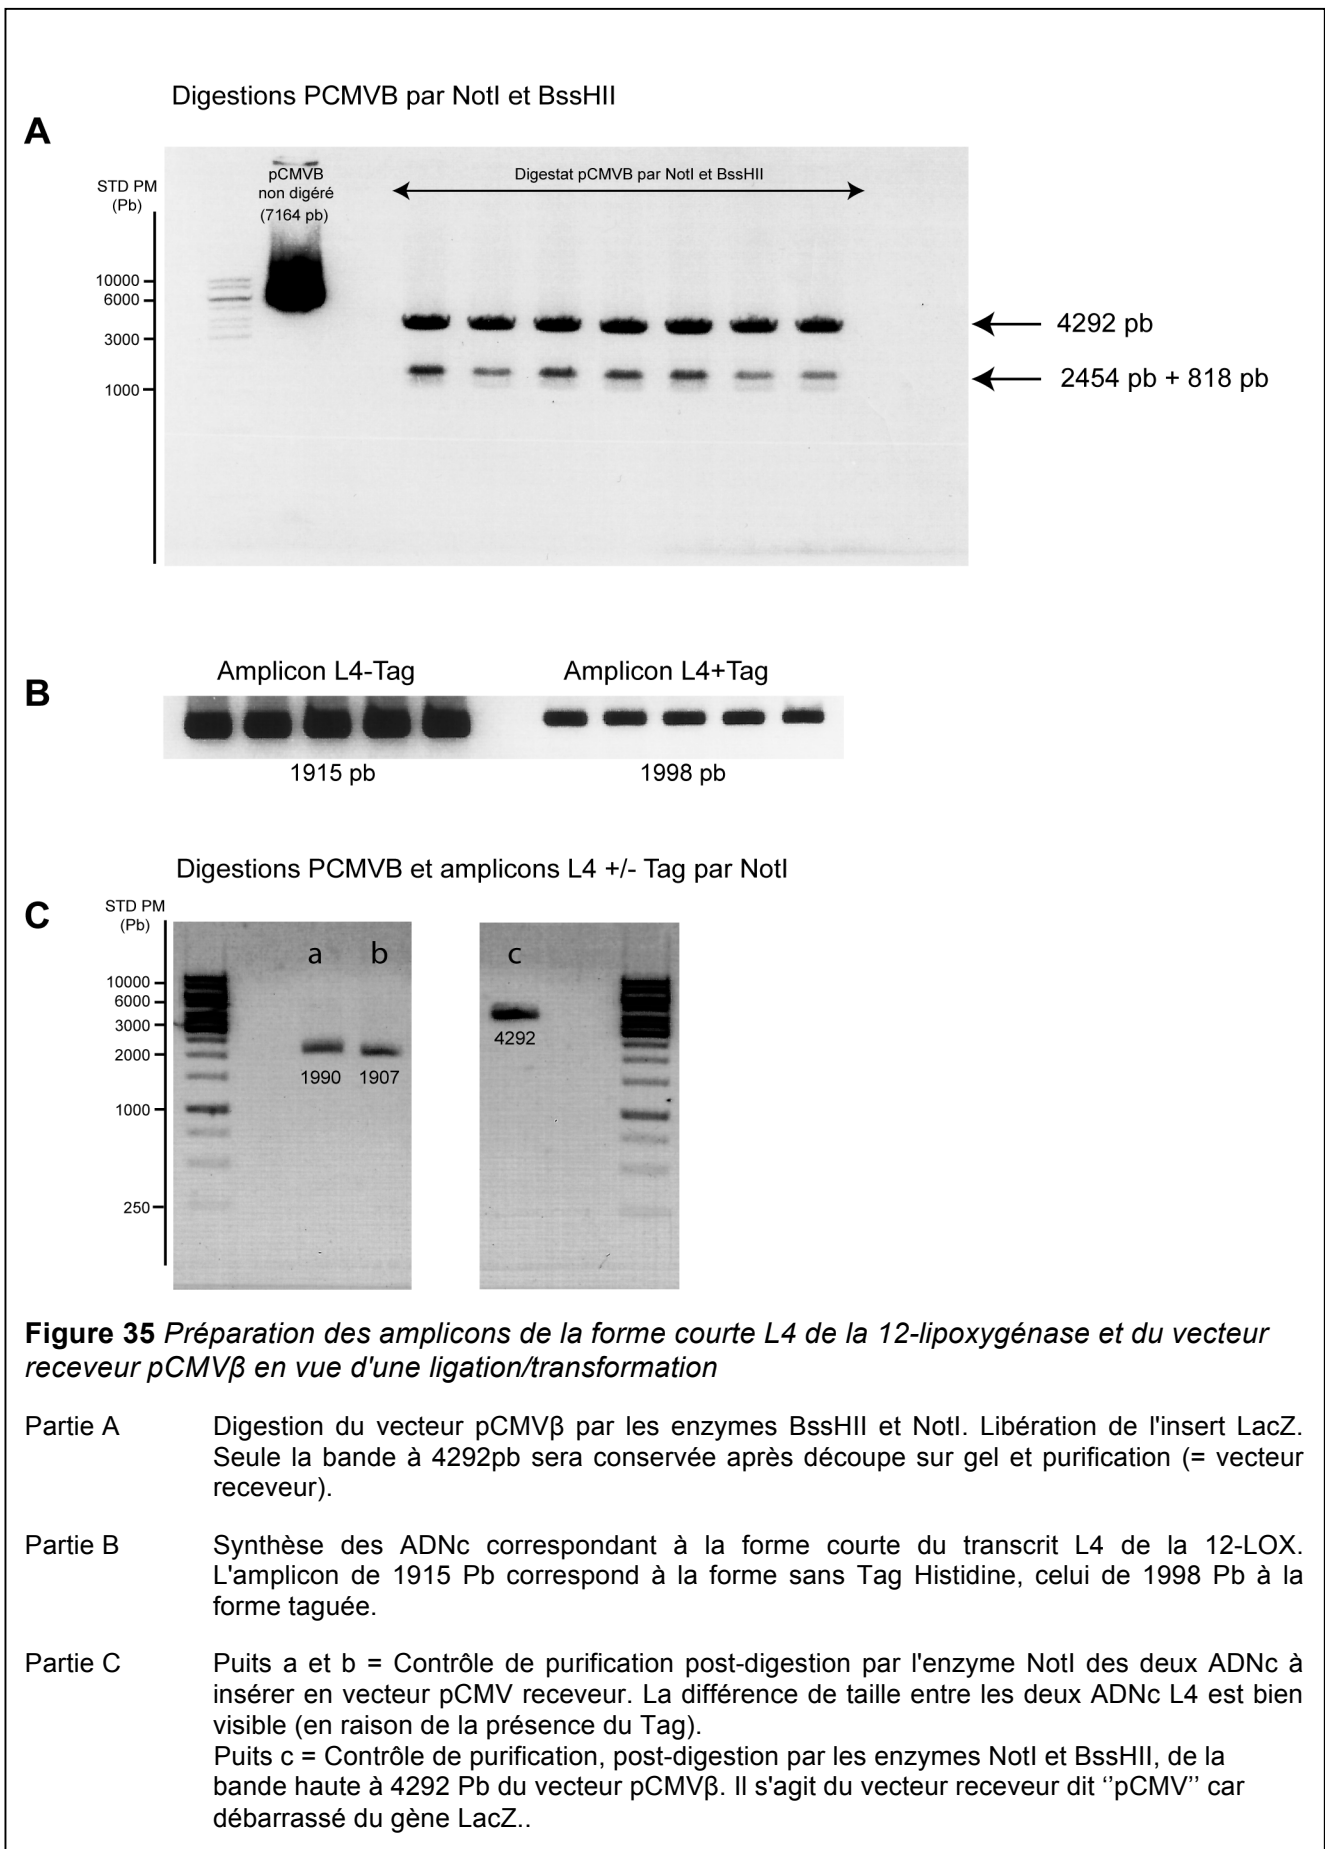 Digestions PCMVB par NotI et BssHII
A
STD PM
(Pb)
pCMVB
non digéré
(7164 pb)
Digestat pCMVB par NotI et BssHII
10000
6000
3000
1000
4292 pb
2454 pb + 818 pb
B
Amplicon L4-Tag
Amplicon L4+Tag
1915 pb
1998 pb
Digestions PCMVB et amplicons L4 +/- Tag par NotI
C
STD PM
(Pb)
a
b
c
10000
6000
3000
2000
1000
250
1990
1907
4292
Figure 35 Préparation des amplicons de la forme courte L4 de la 12-lipoxygénase et du vecteur
receveur pCMVβ en vue d'une ligation/transformation
Partie A
Digestion du vecteur pCMVβ par les enzymes BssHII et NotI. Libération de l'insert LacZ.
Seule la bande à 4292pb sera conservée après découpe sur gel et purification (= vecteur
receveur).
Partie B
Synthèse des ADNc correspondant à la forme courte du transcrit L4 de la 12-LOX.
L'amplicon de 1915 Pb correspond à la forme sans Tag Histidine, celui de 1998 Pb à la
forme taguée.
Partie C
Puits a et b = Contrôle de purification post-digestion par l'enzyme NotI des deux ADNc à
insérer en vecteur pCMV receveur. La différence de taille entre les deux ADNc L4 est bien
visible (en raison de la présence du Tag).
Puits c = Contrôle de purification, post-digestion par les enzymes NotI et BssHII, de la
bande haute à 4292 Pb du vecteur pCMVβ. Il s'agit du vecteur receveur dit ‘’pCMV’’ car
débarrassé du gène LacZ..